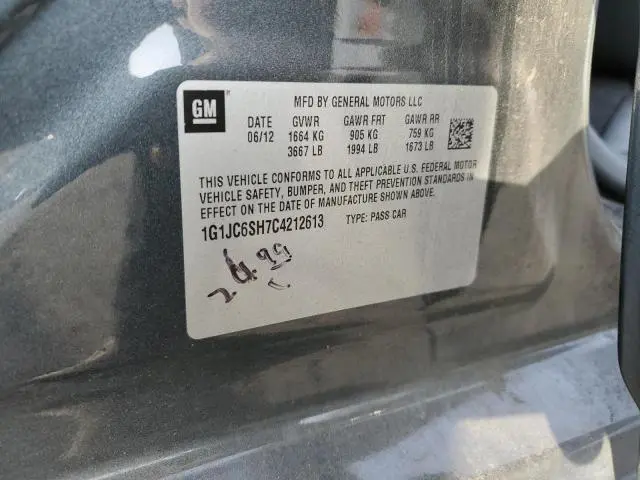 GM
MFD BY GENERAL MOTORS LLC
DATE GVWR GAWR FRT GAWR RR
06/12 1664 KG 905 KG 759 KG
3667 LB 1994 LB 1673 LB
THIS VEHICLE CONFORMS TO ALL APPLICABLE U.S. FEDERAL MOTOR
VEHICLE SAFETY, BUMPER, AND THEFT PREVENTION STANDARDS IN
EFFECT ON THE DATE OF MANUFACTURE SHOWN ABOVE.
1G1JC6SH7C4212613 TYPE: PASS CAR